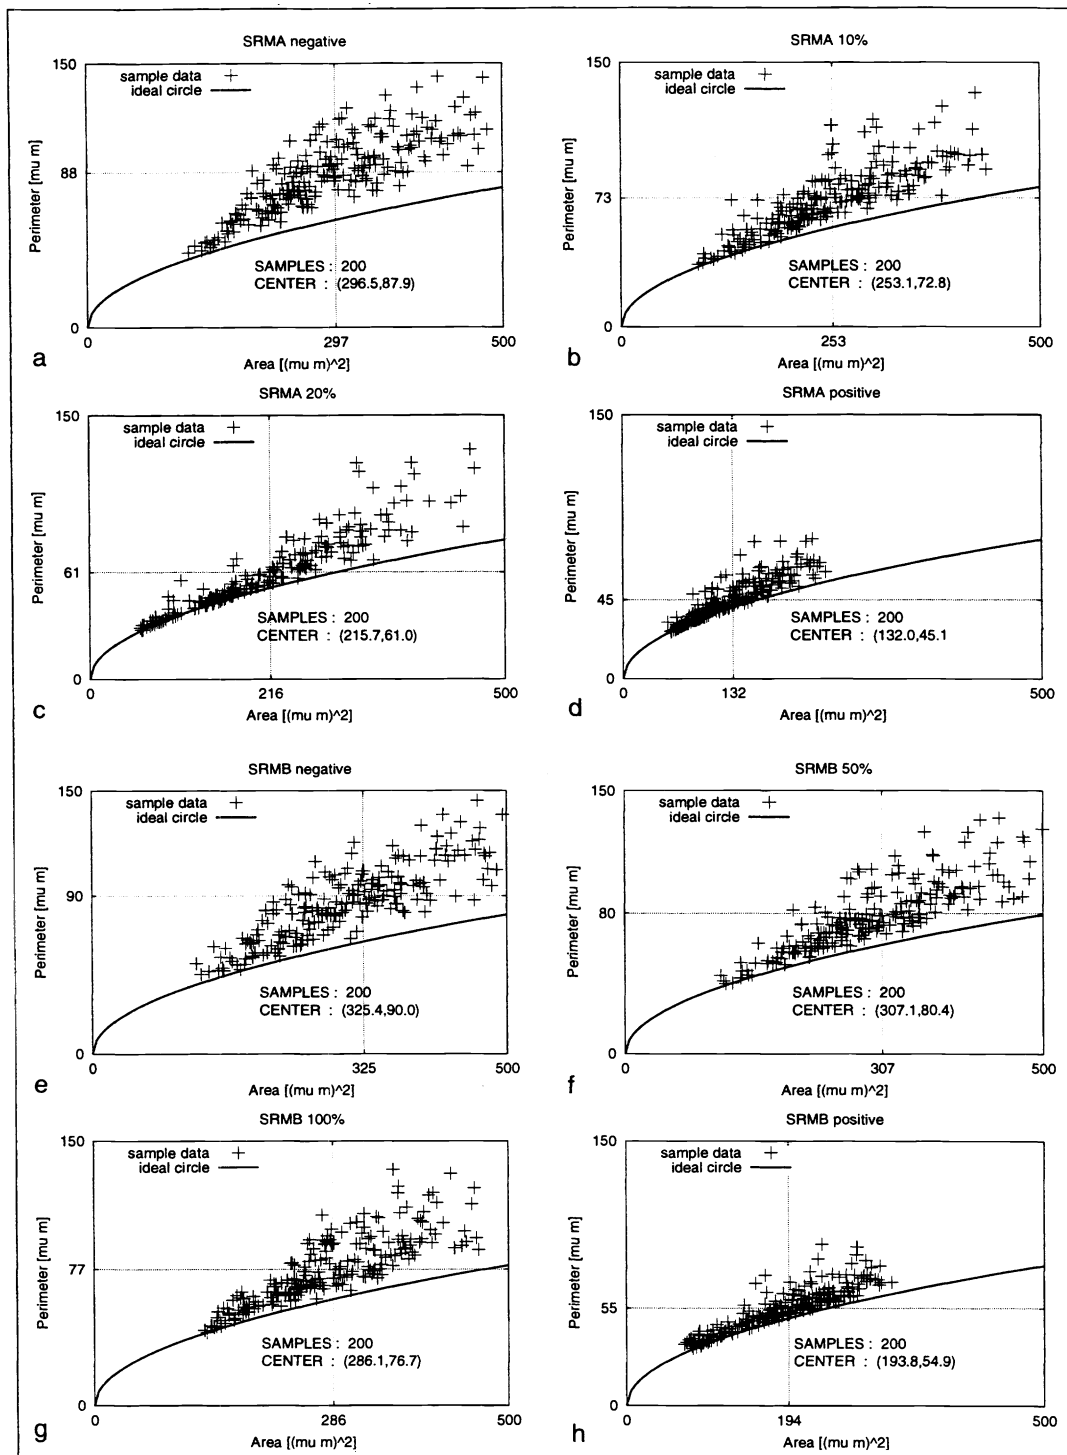 SRMA negative
150
sample data
ideal circle
88
Perimeter [mu m]
SAMPLES : 200
CENTER : (296.5,87.9)
0
0
297
500
Area [(mu m)^2]
a
SRMA 10%
150
sample data
ideal circle
73
Perimeter [mu m]
SAMPLES : 200
CENTER : (253.1,72.8)
0
0
253
500
Area [(mu m)^2]
b
SRMA 20%
150
sample data
ideal circle
61
Perimeter [mu m]
SAMPLES : 200
CENTER : (215.7,61.0)
0
0
216
500
Area [(mu m)^2]
c
SRMA positive
150
sample data
ideal circle
45
Perimeter [mu m]
SAMPLES : 200
CENTER : (132.0,45.1
0
0
132
500
Area [(mu m)^2]
d
SRMB negative
150
sample data
ideal circle
90
Perimeter [mu m]
SAMPLES : 200
CENTER : (325.4,90.0)
0
0
325
500
Area [(mu m)^2]
e
SRMB 50%
150
sample data
ideal circle
80
Perimeter [mu m]
SAMPLES : 200
CENTER : (307.1,80.4)
0
0
307
500
Area [(mu m)^2]
f
SRMB 100%
150
sample data
ideal circle
77
Perimeter [mu m]
SAMPLES : 200
CENTER : (286.1,76.7)
0
0
286
500
Area [(mu m)^2]
g
SRMB positive
150
sample data
ideal circle
55
Perimeter [mu m]
SAMPLES : 200
CENTER : (193.8,54.9)
0
0
194
500
Area [(mu m)^2]
h